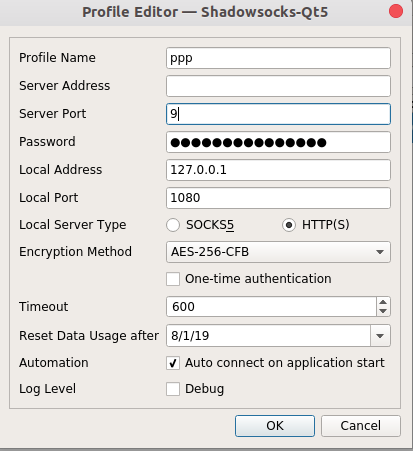 Profile Editor — Shadowsocks-Qt5
Profile Name ppp
Server Address
Server Port 9
Password ●●●●●●●●●●●●●●●
Local Address 127.0.0.1
Local Port 1080
Local Server Type SOCKS5 HTTP(S)
Encryption Method AES-256-CFB
One-time authentication
Timeout 600
Reset Data Usage after 8/1/19
Automation Auto connect on application start
Log Level Debug
OK Cancel